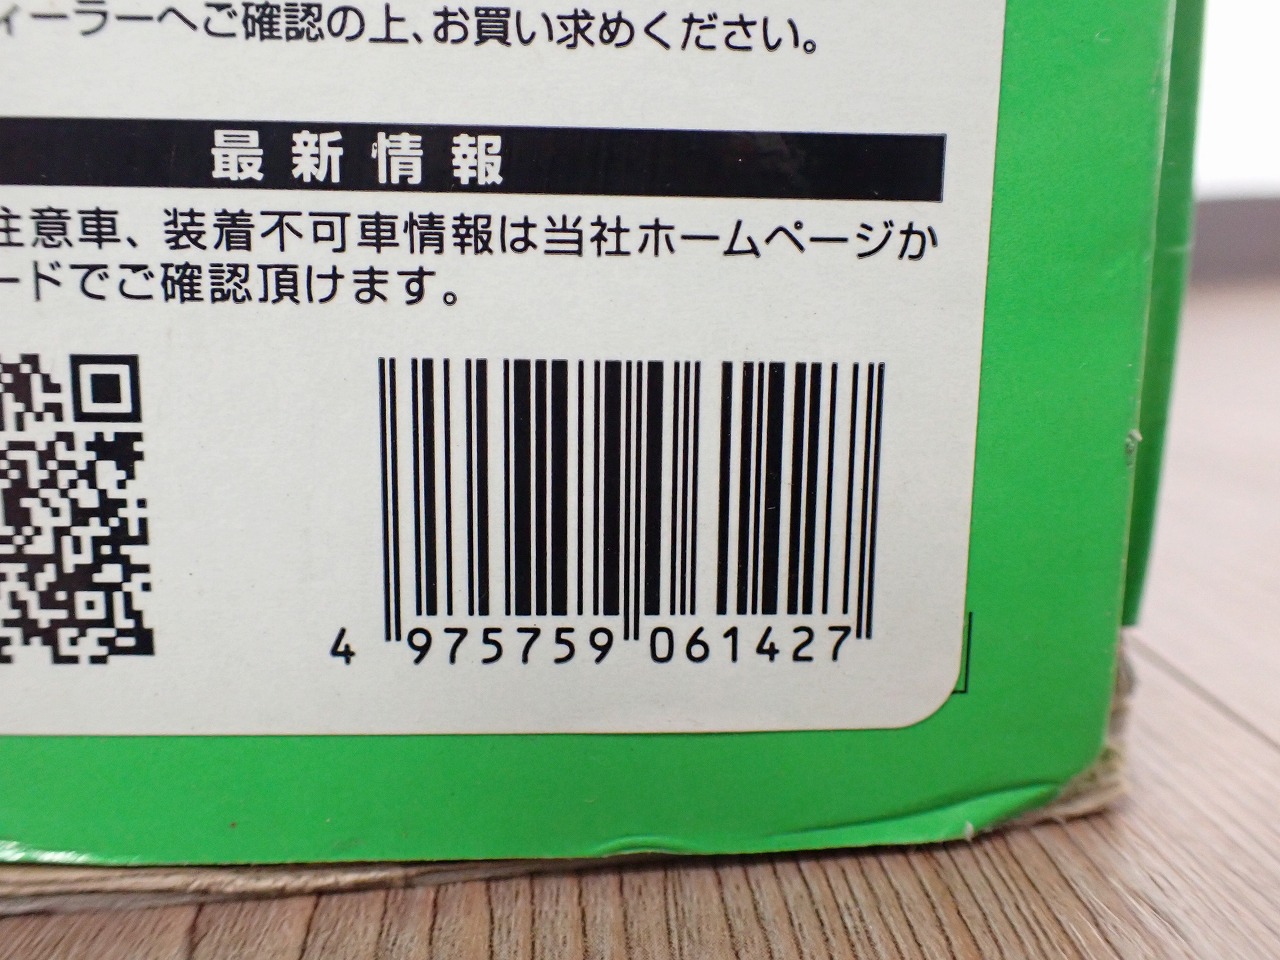 ィーラーへご確認の上、お買い求めください。
最新情報
注意車、装着不可車情報は当社ホームページか
ードでご確認頂けます。
4 975759 061427